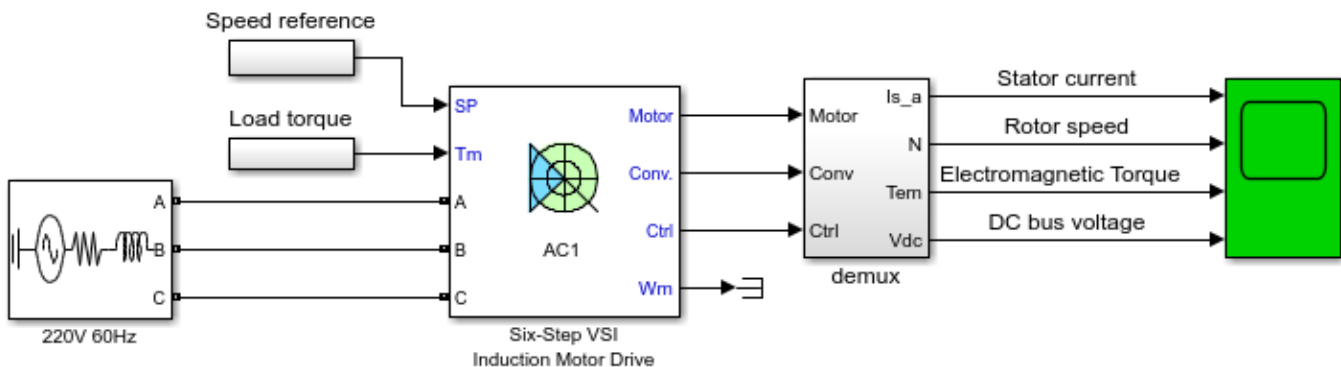 Speed reference
Load torque
A
B
C
220V 60Hz
SP
Tm
A
B
C
AC1
Motor
Conv.
Ctrl
Wm
Six-Step VSI
Induction Motor Drive
Motor
Conv
Ctrl
Is_a
N
Tem
Vdc
demux
Stator current
Rotor speed
Electromagnetic Torque
DC bus voltage